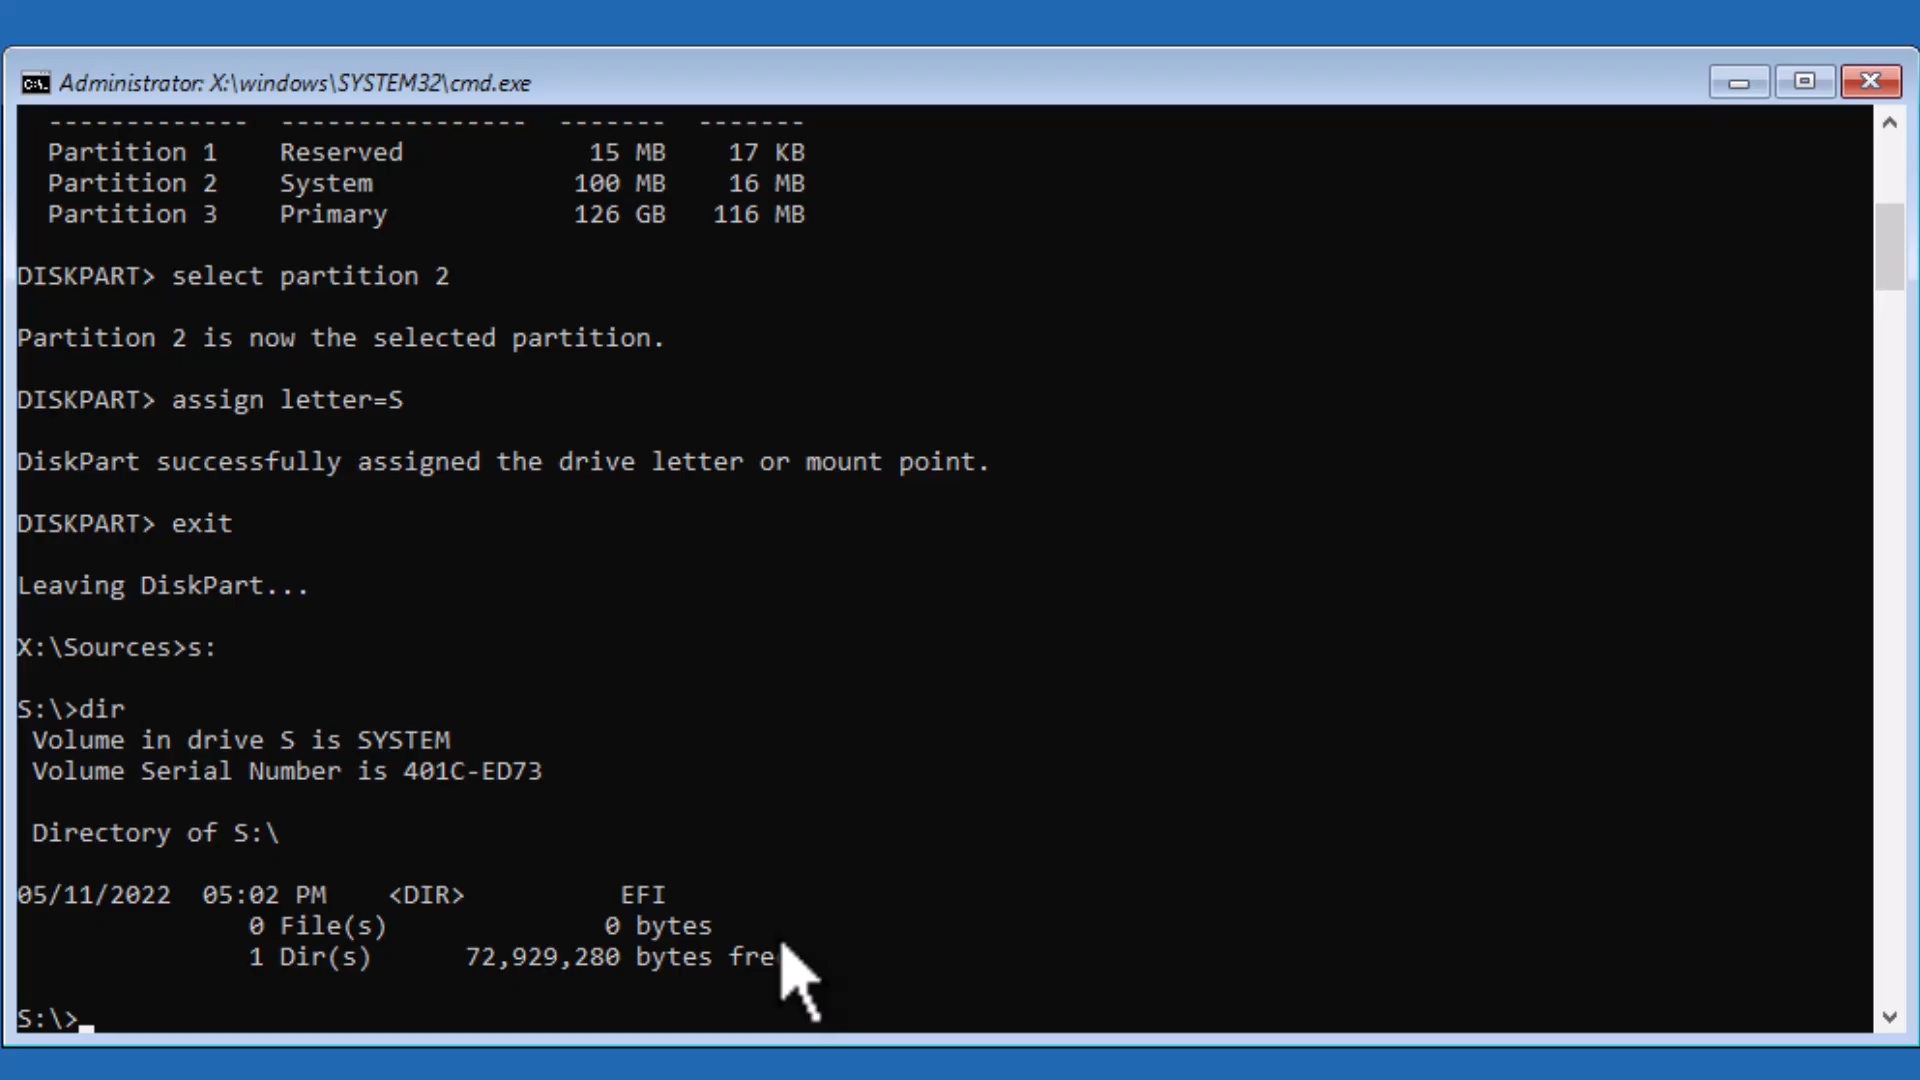 Administrator: X:\windows\SYSTEM32\cmd.exe
------------- ---------------- ------- -------
Partition 1 Reserved 15 MB 17 KB
Partition 2 System 100 MB 16 MB
Partition 3 Primary 126 GB 116 MB
DISKPART> select partition 2
Partition 2 is now the selected partition.
DISKPART> assign letter=S
DiskPart successfully assigned the drive letter or mount point.
DISKPART> exit
Leaving DiskPart...
X:\Sources>s:
S:\>dir
Volume in drive S is SYSTEM
Volume Serial Number is 401C-ED73
Directory of S:\
05/11/2022 05:02 PM <DIR> EFI
0 File(s) 0 bytes
1 Dir(s) 72,929,280 bytes fre
S:\>